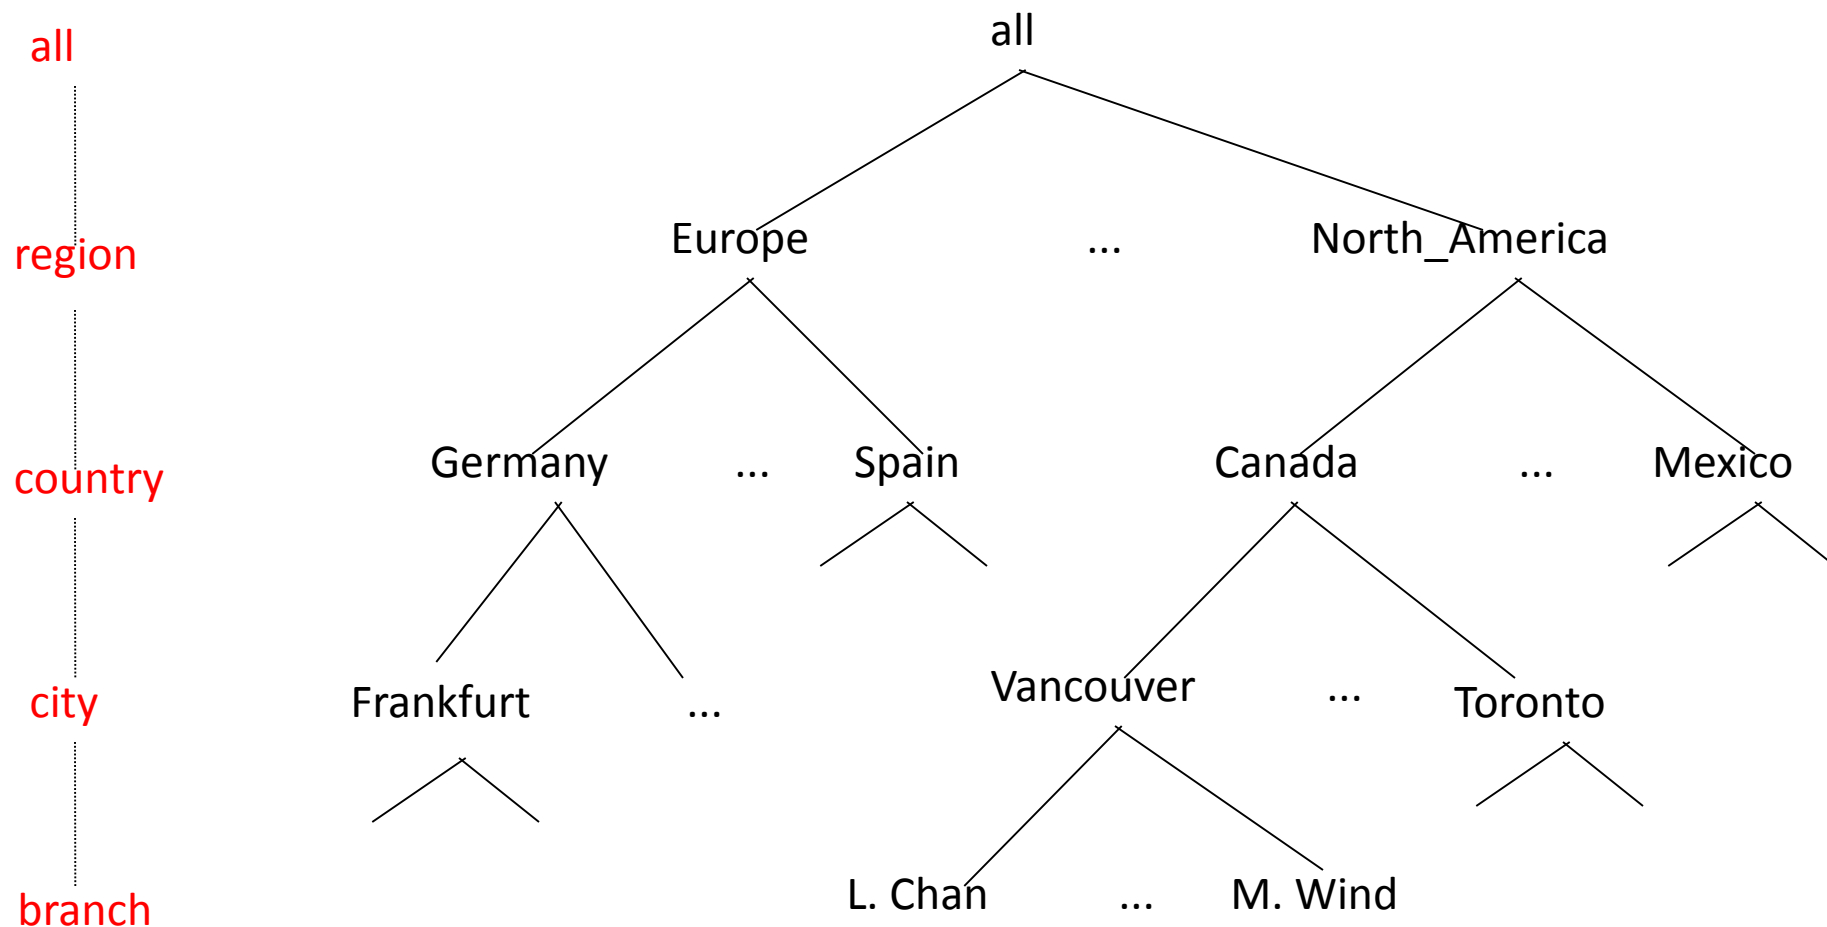 all
all
region
Europe ... North_America
country
Germany ... Spain Canada ... Mexico
city
Frankfurt ... Vancouver ... Toronto
branch
L. Chan ... M. Wind